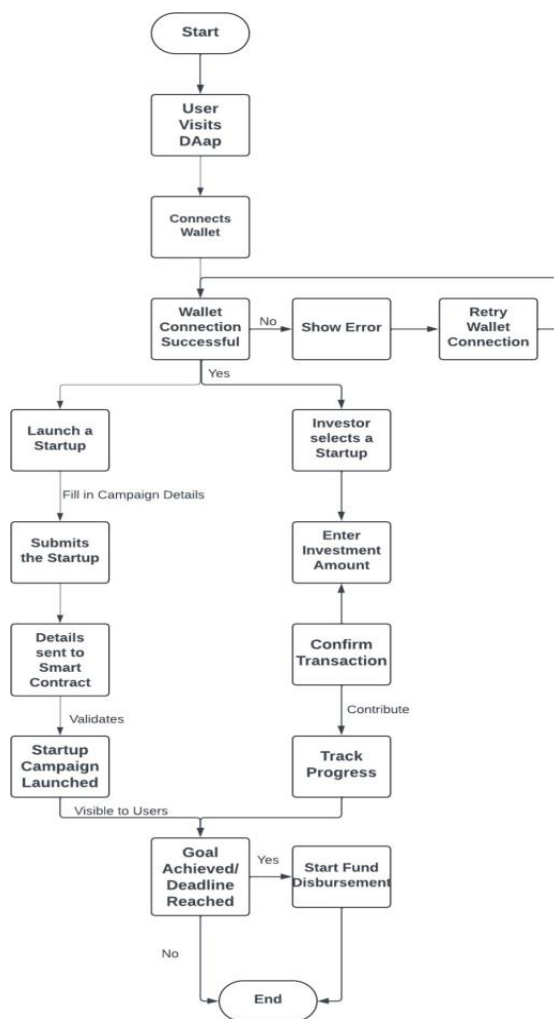 Start
User
Visits
DAap
Connects
Wallet
Wallet
Connection
Successful
No
Show Error
Retry
Wallet
Connection
Yes
Launch a
Startup
Investor
selects a
Startup
Fill in Campaign Details
Submits
the Startup
Enter
Investment
Amount
Details
sent to
Smart
Contract
Confirm
Transaction
Validates
Contribute
Startup
Campaign
Launched
Track
Progress
Visible to Users
Goal
Achieved/
Deadline
Reached
Yes
Start Fund
Disbursement
No
End